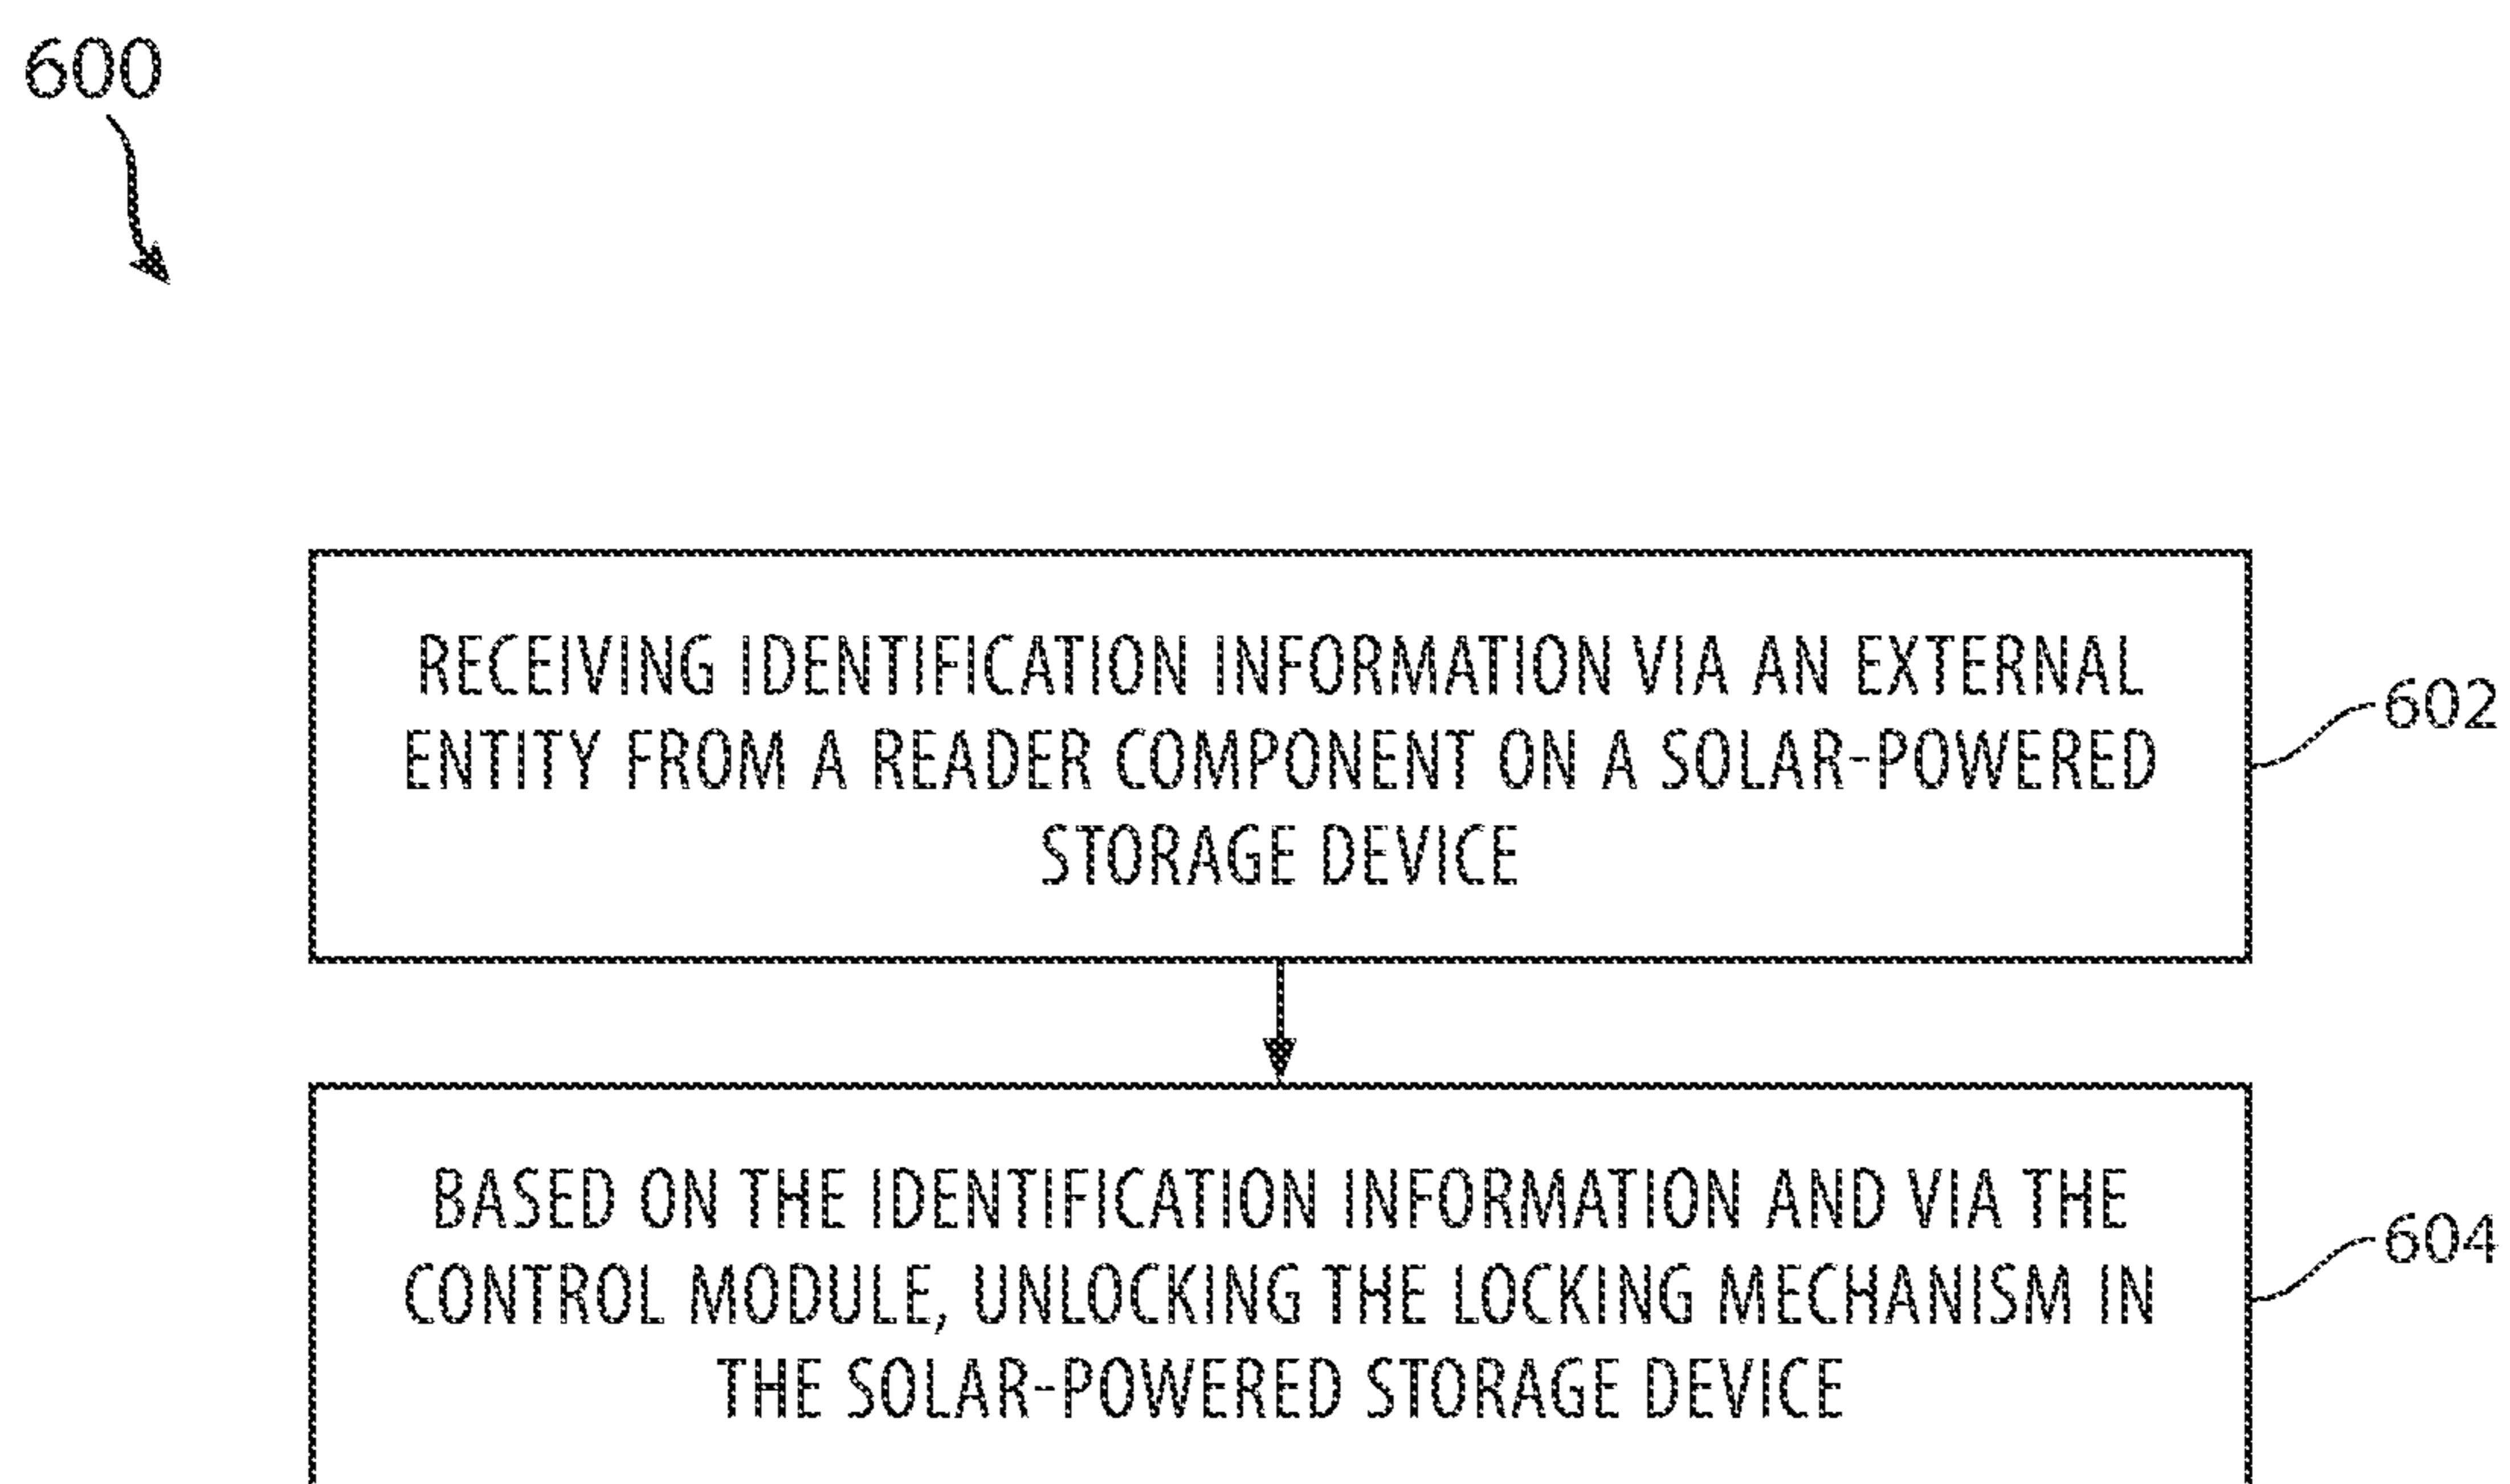 600
RECEIVING IDENTIFICATION INFORMATION VIA AN EXTERNAL
ENTITY FROM A READER COMPONENT ON A SOLAR-POWERED
STORAGE DEVICE
602
BASED ON THE IDENTIFICATION INFORMATION AND VIA THE
CONTROL MODULE, UNLOCKING THE LOCKING MECHANISM IN
THE SOLAR-POWERED STORAGE DEVICE
604